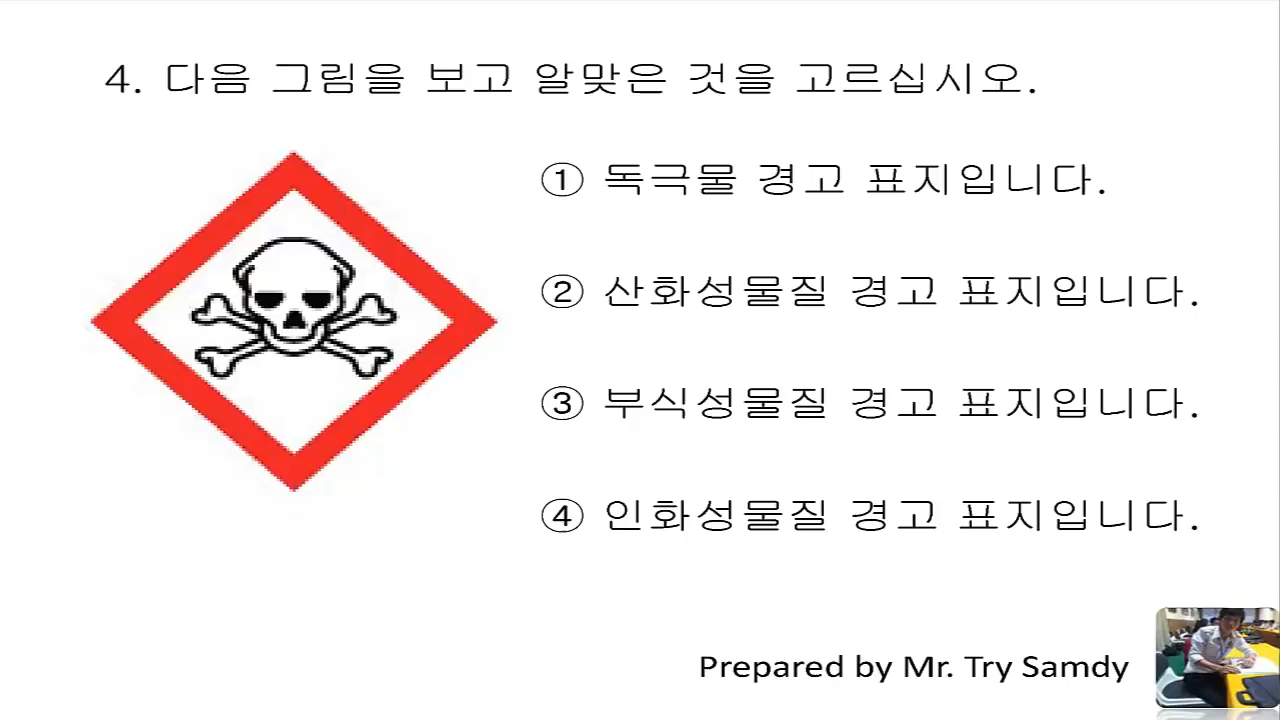 4. 다음 그림을 보고 알맞은 것을 고르십시오.
① 독극물 경고 표지입니다.
② 산화성물질 경고 표지입니다.
③ 부식성물질 경고 표지입니다.
④ 인화성물질 경고 표지입니다.
Prepared by Mr. Try Samdy